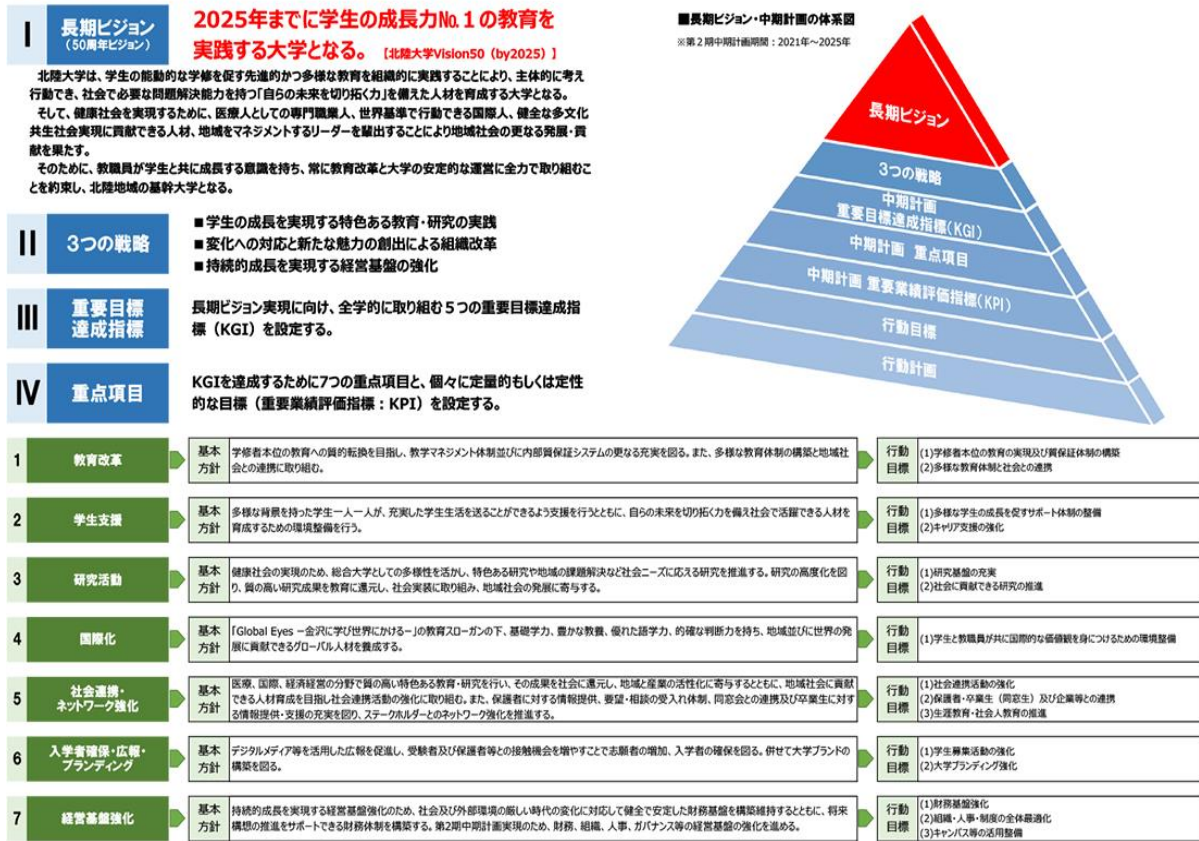 I
長期ビジョン
（50周年ビジョン）
2025年までに学生の成長力No.1の教育を
実践する大学となる。 【北陸大学Vision50（by2025）】
北陸大学は、学生の能動的な学修を促す先進的かつ多様な教育を組織的に実践することにより、主体的に考え
行動でき、社会で必要な問題解決能力を持つ「自らの未来を切り拓く力」を備えた人材を育成する大学となる。
そして、健康社会を実現するために、医療人としての専門職業人、世界基準で行動できる国際人、健全な多文化
共生社会実現に貢献できる人材、地域をマネジメントするリーダーを輩出することにより地域社会の更なる発展・貢
献を果たす。
そのために、教職員が学生と共に成長する意識を持ち、常に教育改革と大学の安定的な運営に全力で取り組むこ
とを約束し、北陸地域の基幹大学となる。
■長期ビジョン・中期計画の体系図
※第２期中期計画期間：2021年～2025年
長期ビジョン
3つの戦略
中期計画
重要目標達成指標(KGI)
中期計画 重点項目
中期計画 重要業績評価指標(KPI)
行動目標
行動計画
II
3つの戦略
■学生の成長を実現する特色ある教育・研究の実践
■変化への対応と新たな魅力の創出による組織改革
■持続的成長を実現する経営基盤の強化
III
重要目標
達成指標
長期ビジョン実現に向け、全学的に取り組む５つの重要目標達成指
標（KGI）を設定する。
IV
重点項目
KGIを達成するために7つの重点項目と、個々に定量的もしくは定性
的な目標（重要業績評価指標：KPI）を設定する。
1
教育改革
基本
方針
学修者本位の教育への質的転換を目指し、教学マネジメント体制並びに内部質保証システムの更なる充実を図る。また、多様な教育体制の構築と地域社
会との連携に取り組む。
行動
目標
(1)学修者本位の教育の実現及び質保証体制の構築
(2)多様な教育体制と社会との連携
2
学生支援
基本
方針
多様な背景を持った学生一人一人が、充実した学生生活を送ることができるよう支援を行うとともに、自らの未来を切り拓く力を備え社会で活躍できる人材を
育成するための環境整備を行う。
行動
目標
(1)多様な学生の成長を促すサポート体制の整備
(2)キャリア支援の強化
3
研究活動
基本
方針
健康社会の実現のため、総合大学としての多様性を活かし、特色ある研究や地域の課題解決など社会ニーズに応える研究を推進する。研究の高度化を図
り、質の高い研究成果を教育に還元し、社会実装に取り組み、地域社会の発展に寄与する。
行動
目標
(1)研究基盤の充実
(2)社会に貢献できる研究の推進
4
国際化
基本
方針
「Global Eyes －金沢に学び世界にかける－」の教育スローガンの下、基礎学力、豊かな教養、優れた語学力、的確な判断力を持ち、地域並びに世界の発
展に貢献できるグローバル人材を養成する。
行動
目標
(1)学生と教職員が共に国際的な価値観を身につけるための環境整備
5
社会連携・
ネットワーク強化
基本
方針
医療、国際、経済経営の分野で質の高い特色ある教育・研究を行い、その成果を社会に還元し、地域と産業の活性化に寄与するとともに、地域社会に貢献
できる人材育成を目指し社会連携活動の強化に取り組む。また、保護者に対する情報提供、要望・相談の受入れ体制、同窓会との連携及び卒業生に対す
る情報提供・支援の充実を図り、ステークホルダーとのネットワーク強化を推進する。
行動
目標
(1)社会連携活動の強化
(2)保護者・卒業生（同窓生）及び企業等との連携
(3)生涯教育・社会人教育の推進
6
入学者確保・広報・
ブランディング
基本
方針
デジタルメディア等を活用した広報を促進し、受験者及び保護者等との接触機会を増やすことで志願者の増加、入学者の確保を図る。併せて大学ブランドの
構築を図る。
行動
目標
(1)学生募集活動の強化
(2)大学ブランディング強化
7
経営基盤強化
基本
方針
持続的成長を実現する経営基盤強化のため、社会及び外部環境の厳しい時代の変化に対応して健全で安定した財務基盤を構築維持するとともに、将来
構想の推進をサポートできる財務体制を構築する。第2期中期計画実現のため、財務、組織、人事、ガバナンス等の経営基盤の強化を進める。
行動
目標
(1)財務基盤強化
(2)組織・人事・制度の全体最適化
(3)キャンパス等の活用整備